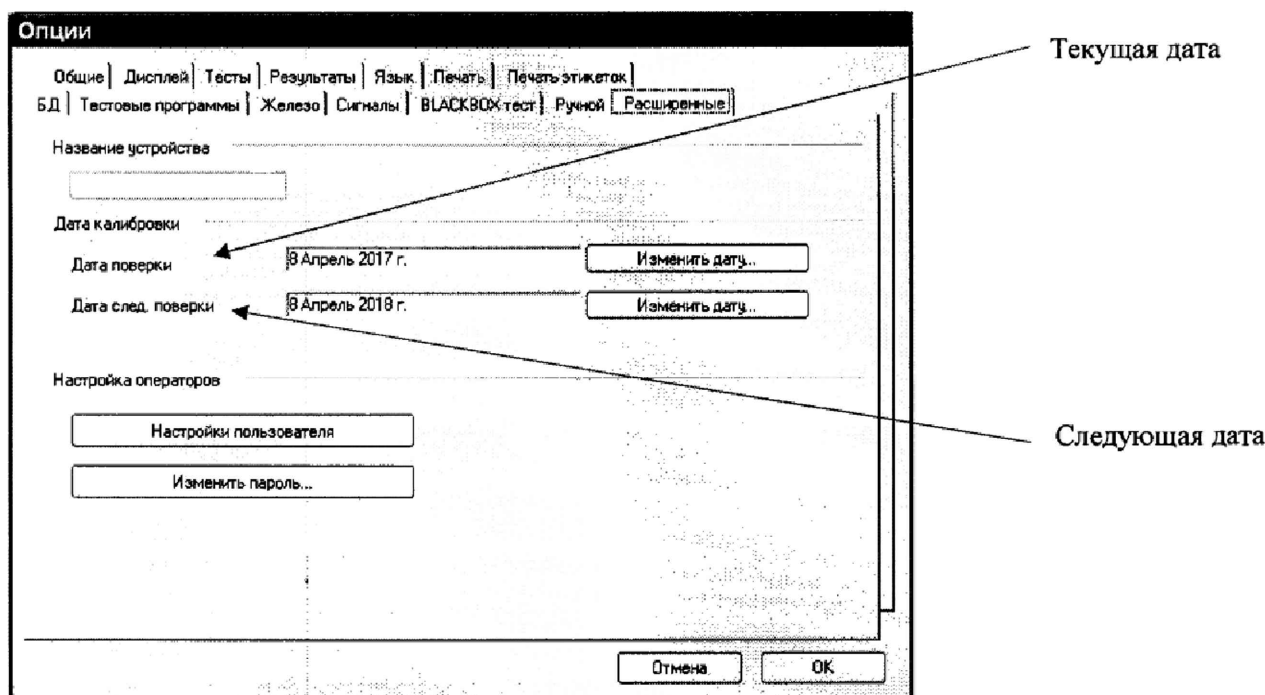 Опции
Текущая дата
Общие Дисплей Тесты Результаты Язык Печать Печать этикеток
БД Тестовые программы Железо Сигналы BLACKBOX тест Ручной Расширенные
Название устройства
Дата калибровки
Дата поверки 8 Апрель 2017 г. Изменить дату...
Дата след. поверки 8 Апрель 2018 г. Изменить дату...
Настройка операторов
Настройки пользователя
Следующая дата
Изменить пароль...
Отмена OK